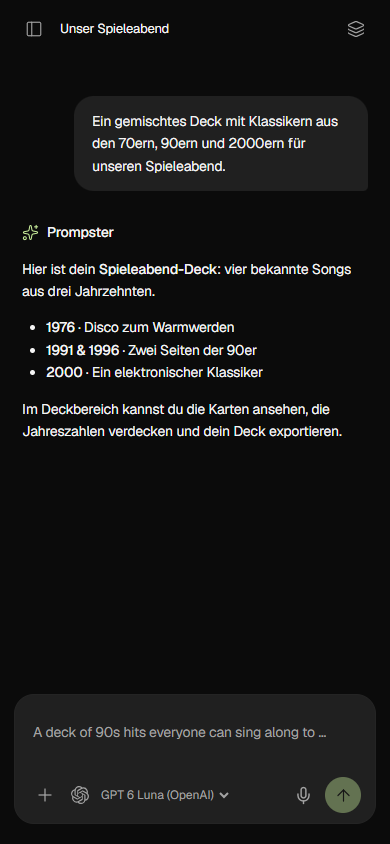 Unser Spieleabend
Ein gemischtes Deck mit Klassikern aus
den 70ern, 90ern und 2000ern für
unseren Spieleabend.
Prompster
Hier ist dein Spieleabend-Deck: vier bekannte Songs
aus drei Jahrzehnten.
• 1976 · Disco zum Warmwerden
• 1991 & 1996 · Zwei Seiten der 90er
• 2000 · Ein elektronischer Klassiker
Im Deckbereich kannst du die Karten ansehen, die
Jahreszahlen verdecken und dein Deck exportieren.
A deck of 90s hits everyone can sing along to ...
GPT 6 Luna (OpenAI)